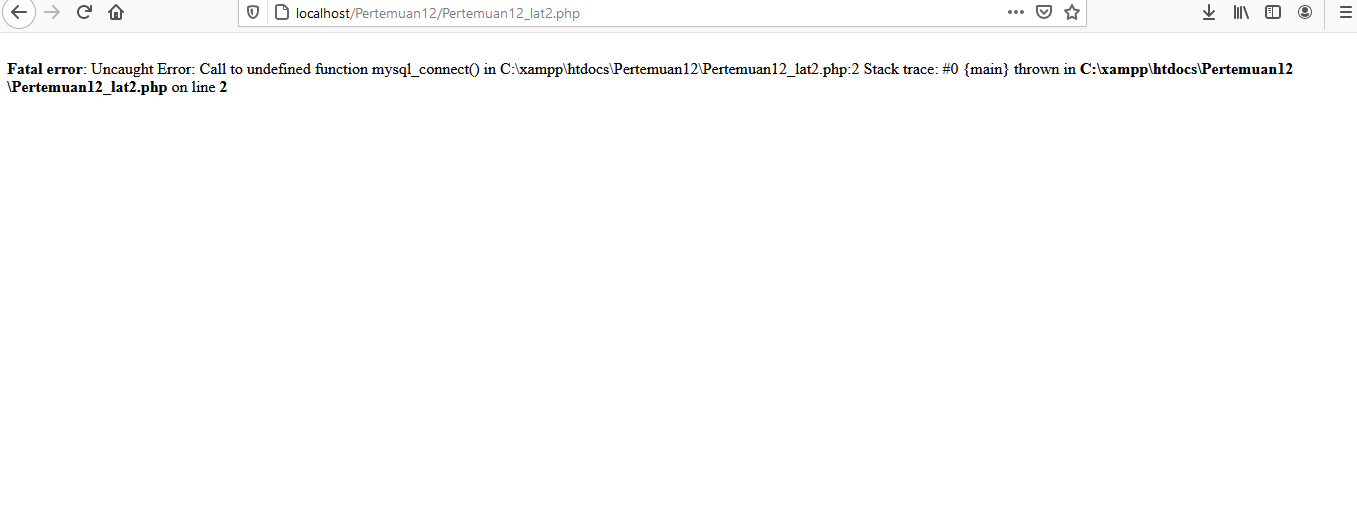 localhost/Pertemuan12/Pertemuan12_lat2.php
Fatal error: Uncaught Error: Call to undefined function mysql_connect() in C:\xampp\htdocs\Pertemuan12\Pertemuan12_lat2.php:2 Stack trace: #0 {main} thrown in C:\xampp\htdocs\Pertemuan12
\Pertemuan12_lat2.php on line 2